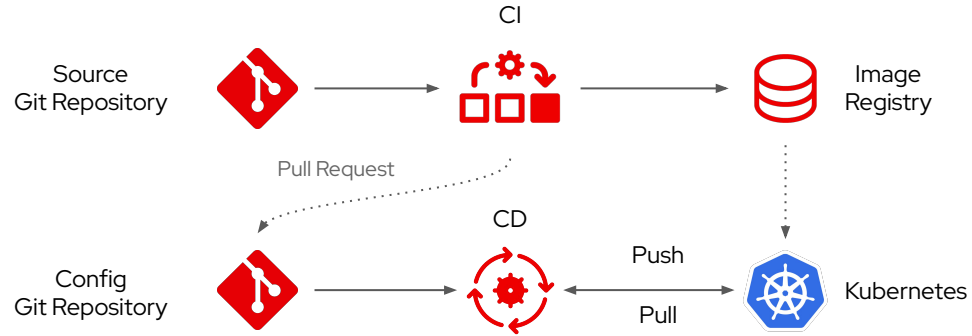 CI
Source
Git Repository
Image
Registry
Pull Request
CD
Config
Git Repository
Push
Pull
Kubernetes